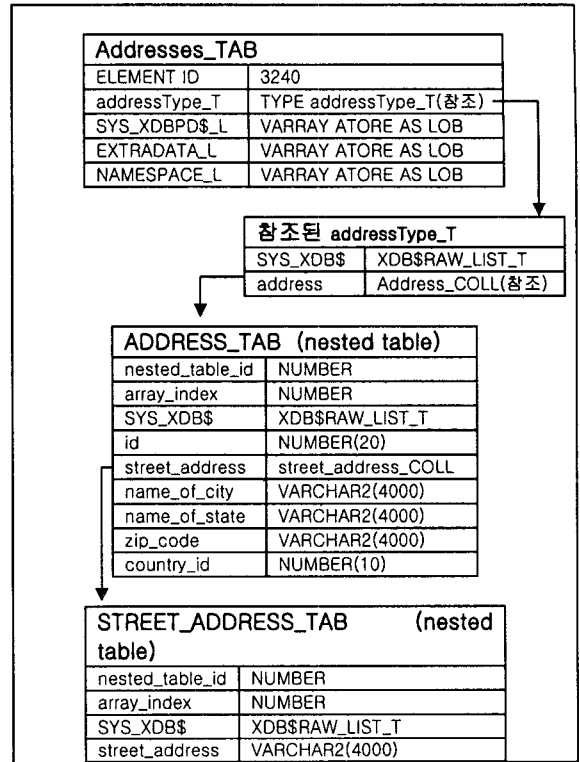 Addresses_TAB
ELEMENT ID 3240
addressType_T TYPE addressType_T(참조)
SYS_XDBPD$_L VARRAY ATORE AS LOB
EXTRADATA_L VARRAY ATORE AS LOB
NAMESPACE_L VARRAY ATORE AS LOB
참조된 addressType_T
SYS_XDB$ XDB$RAW_LIST_T
address Address_COLL(참조)
ADDRESS_TAB (nested table)
nested_table_id NUMBER
array_index NUMBER
SYS_XDB$ XDB$RAW_LIST_T
id NUMBER(20)
street_address street_address_COLL
name_of_city VARCHAR2(4000)
name_of_state VARCHAR2(4000)
zip_code VARCHAR2(4000)
country_id NUMBER(10)
STREET_ADDRESS_TAB (nested
table)
nested_table_id NUMBER
array_index NUMBER
SYS_XDB$ XDB$RAW_LIST_T
street_address VARCHAR2(4000)